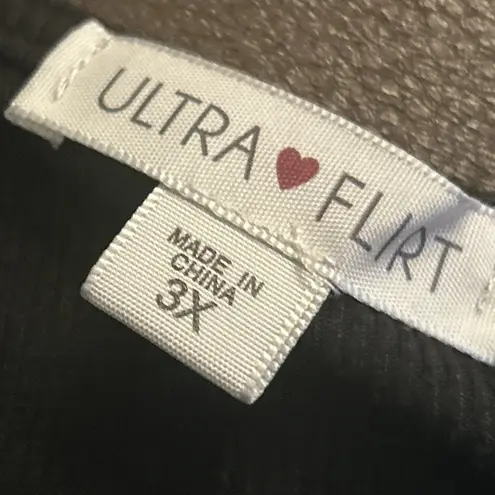 ULTRA ♥ FLIRT
MADE IN
CHINA
3X